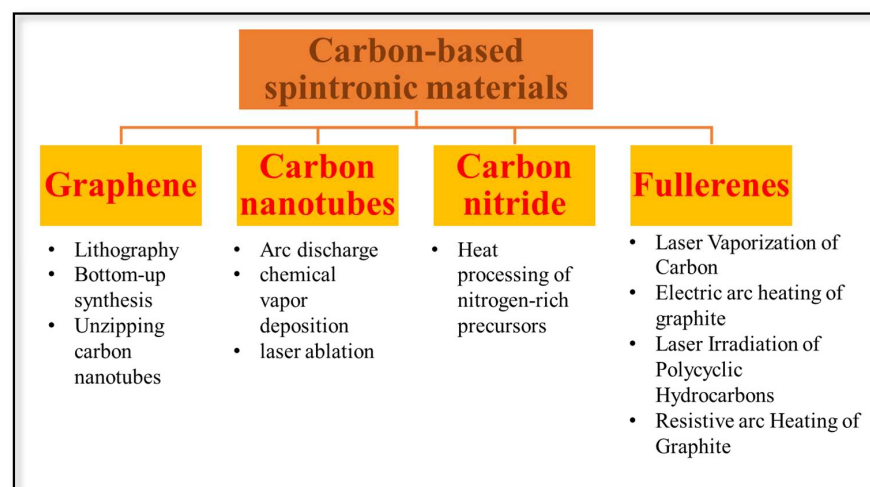 Carbon-based
spintronic materials
Graphene
• Lithography
• Bottom-up
synthesis
• Unzipping
carbon
nanotubes
Carbon
nanotubes
• Arc discharge
• chemical
vapor
deposition
• laser ablation
Carbon
nitride
• Heat
processing of
nitrogen-rich
precursors
Fullerenes
• Laser Vaporization of
Carbon
• Electric arc heating of
graphite
• Laser Irradiation of
Polycyclic
Hydrocarbons
• Resistive arc Heating of
Graphite